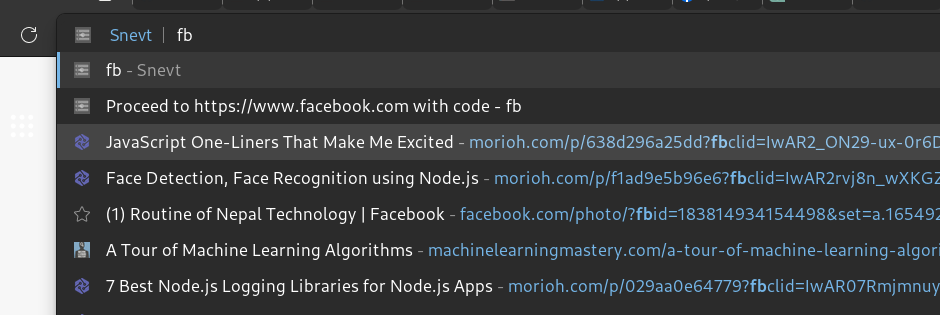 Snevt | fb
fb - Snevt
Proceed to https://www.facebook.com with code - fb
JavaScript One-Liners That Make Me Excited - morioh.com/p/638d296a25dd?fbclid=IwAR2_ON29-ux-0r6D
Face Detection, Face Recognition using Node.js - morioh.com/p/f1ad9e5b96e6?fbclid=IwAR2rvj8n_wXKGZ
(1) Routine of Nepal Technology | Facebook - facebook.com/photo/?fbid=183814934154498&set=a.165492
A Tour of Machine Learning Algorithms - machinelearningmastery.com/a-tour-of-machine-learning-algori
7 Best Node.js Logging Libraries for Node.js Apps - morioh.com/p/029aa0e64779?fbclid=IwAR07Rmjmnuy